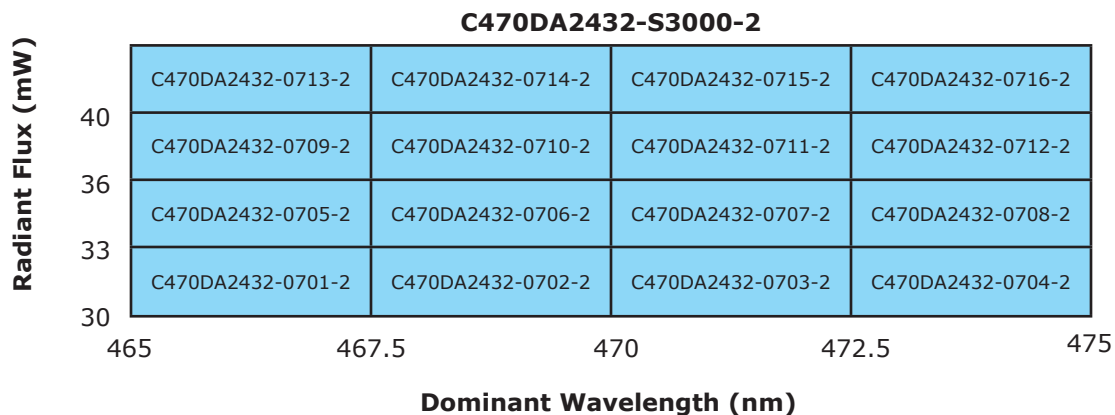 C470DA2432-S3000-2
Radiant Flux (mW)
C470DA2432-0713-2 C470DA2432-0714-2 C470DA2432-0715-2 C470DA2432-0716-2
40
C470DA2432-0709-2 C470DA2432-0710-2 C470DA2432-0711-2 C470DA2432-0712-2
36
C470DA2432-0705-2 C470DA2432-0706-2 C470DA2432-0707-2 C470DA2432-0708-2
33
C470DA2432-0701-2 C470DA2432-0702-2 C470DA2432-0703-2 C470DA2432-0704-2
30
465 467.5 470 472.5 475
Dominant Wavelength (nm)